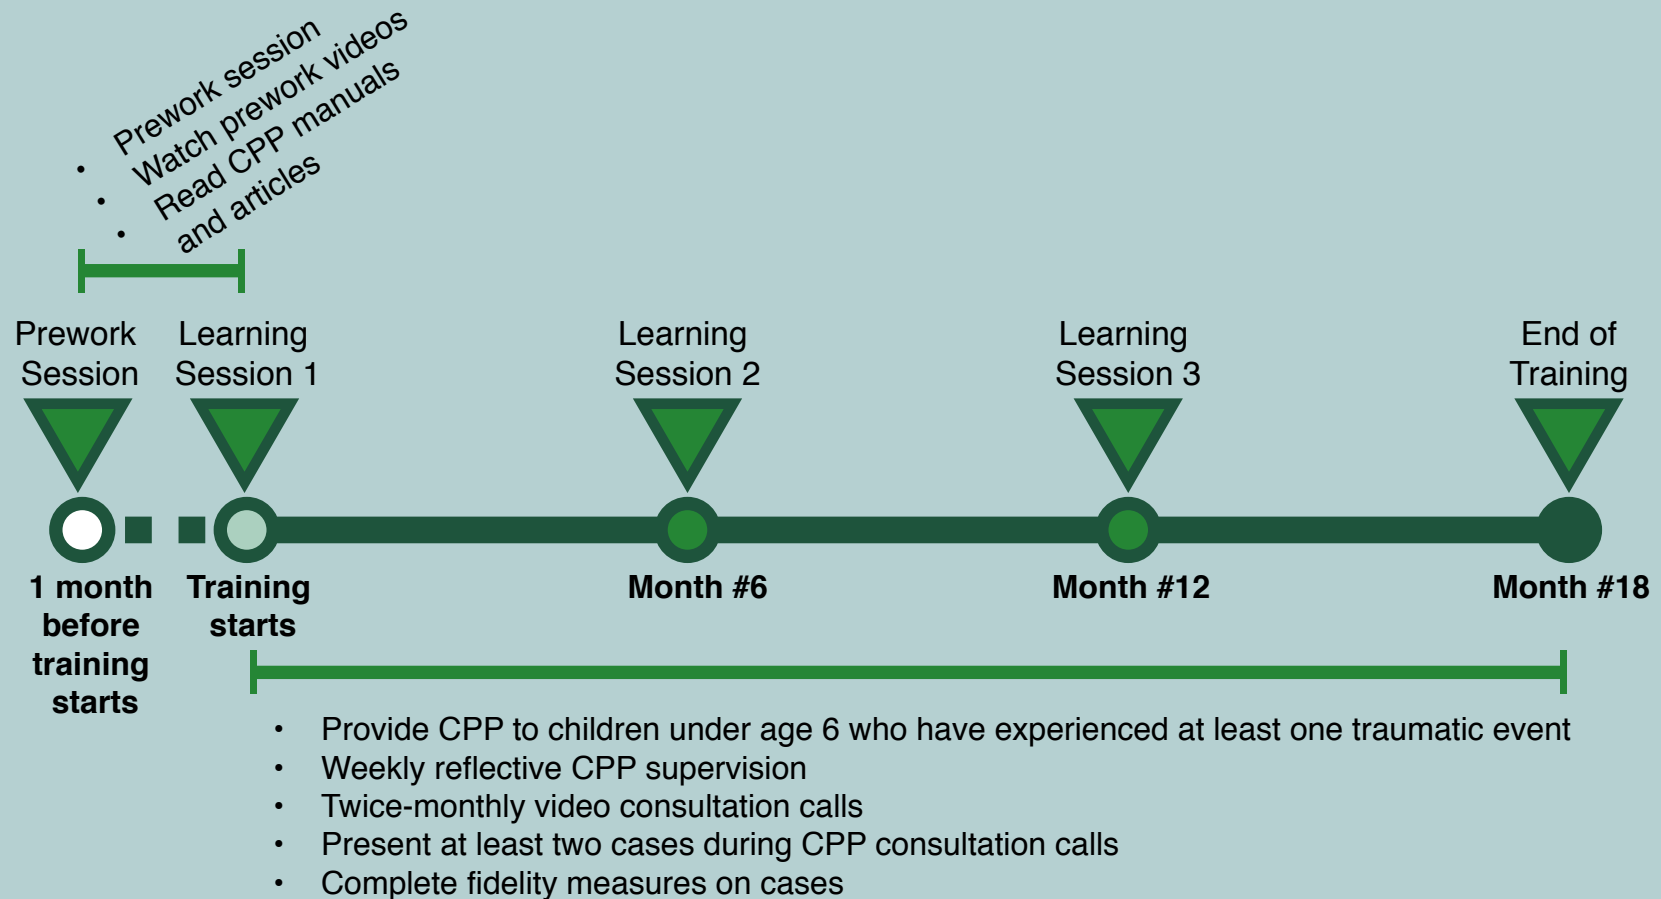 • Prework session
• Watch prework videos
• Read CPP manuals
and articles
Prework
Session
Learning
Session 1
Learning
Session 2
Learning
Session 3
End of
Training
1 month
before
training
starts
Training
starts
Month #6
Month #12
Month #18
• Provide CPP to children under age 6 who have experienced at least one traumatic event
• Weekly reflective CPP supervision
• Twice-monthly video consultation calls
• Present at least two cases during CPP consultation calls
• Complete fidelity measures on cases